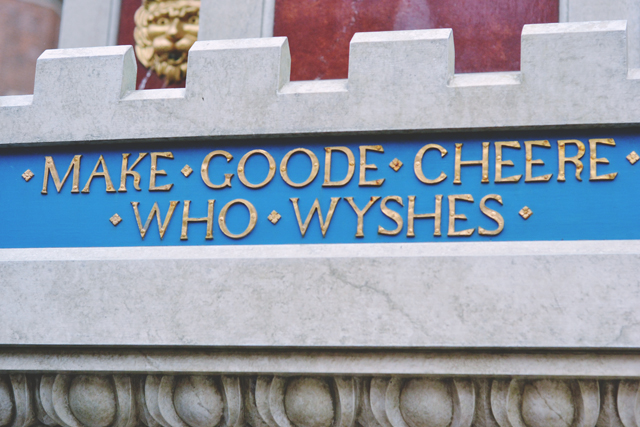 · MAKE · GOODE · CHEERE ·
· WHO · WYSHES ·